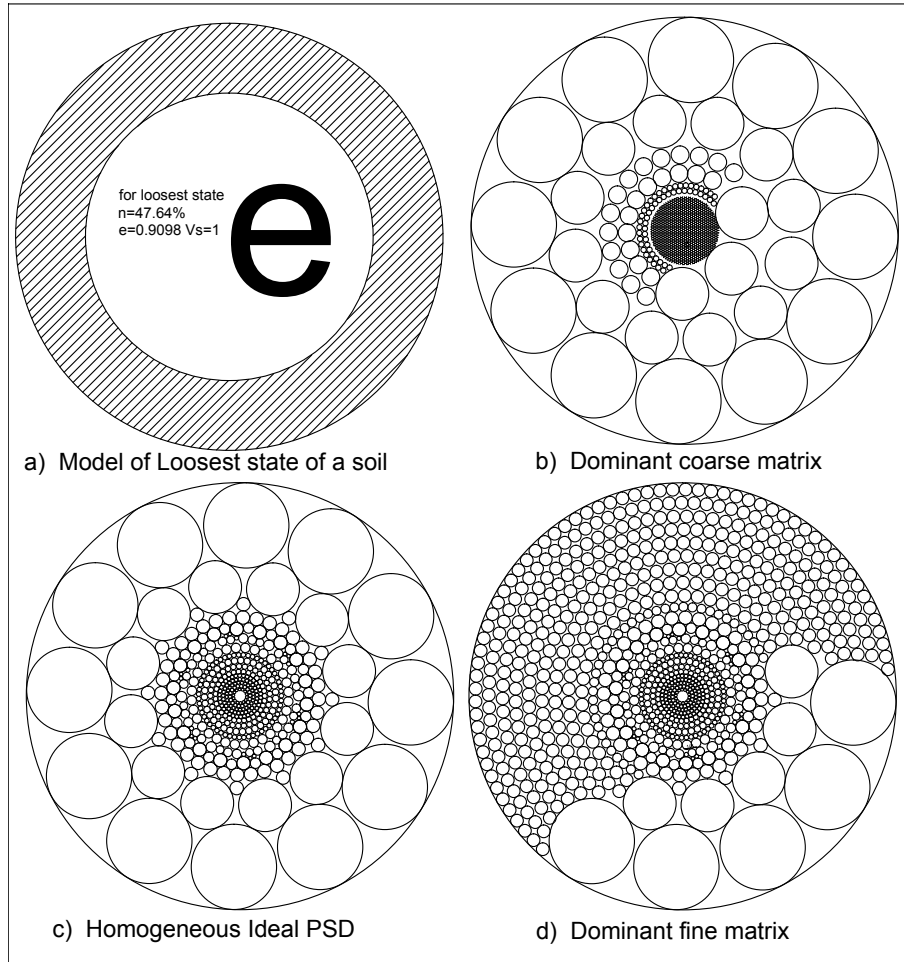 for loosest state
n=47.64%
e=0.9098 Vs=1
e
a) Model of Loosest state of a soil
b) Dominant coarse matrix
c) Homogeneous Ideal PSD
d) Dominant fine matrix